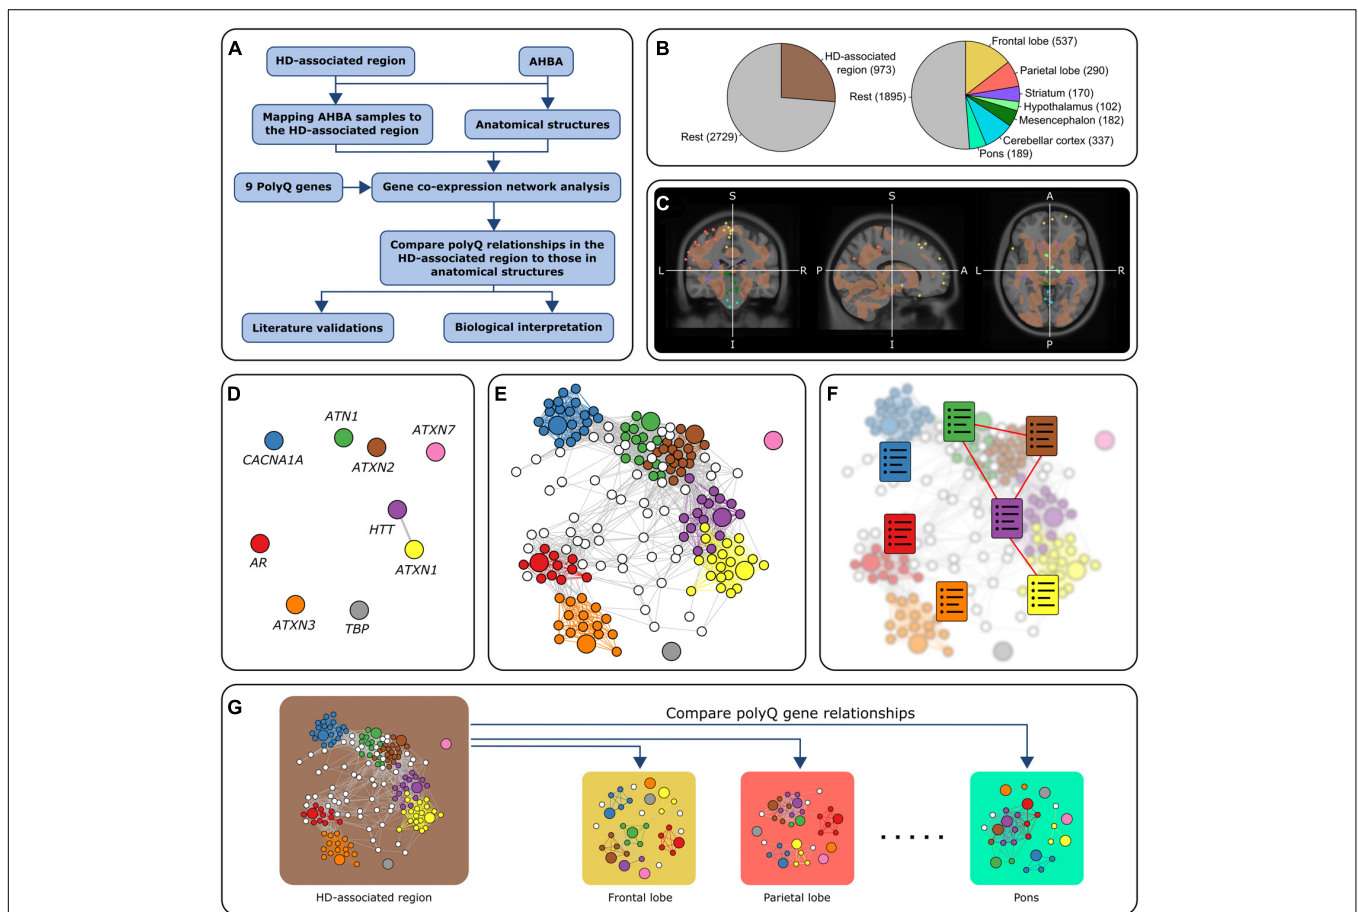 A
HD-associated region
AHBA
Mapping AHBA samples to
the HD-associated region
Anatomical structures
9 PolyQ genes
Gene co-expression network analysis
Compare polyQ relationships in the
HD-associated region to those in
anatomical structures
Literature validations
Biological interpretation
B
HD-associated
region (973)
Rest (2729)
Frontal lobe (537)
Parietal lobe (290)
Striatum (170)
Hypothalamus (102)
Mesencephalon (182)
Cerebellar cortex (337)
Pons (189)
Rest (1895)
C
S
L
R
I
S
P
A
I
A
L
R
P
D
ATN1
ATXN7
CACNA1A
ATXN2
HTT
AR
ATXN1
ATXN3
TBP
E
F
G
Compare polyQ gene relationships
HD-associated region
Frontal lobe
Parietal lobe
.....
Pons